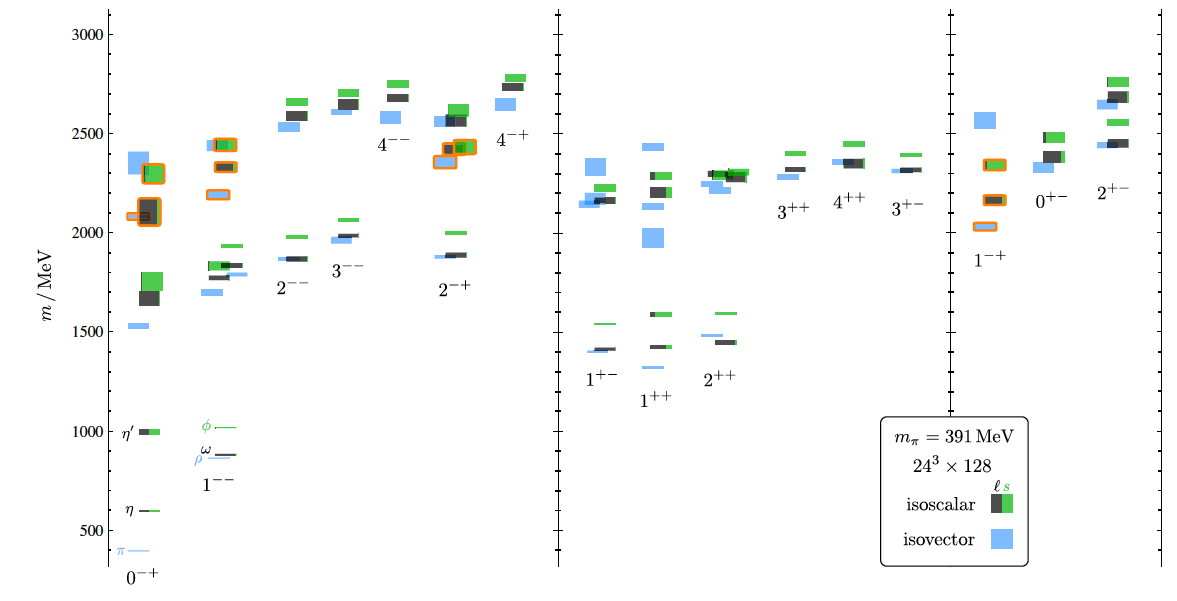 3000
2500
2000
1500
1000
500
m / MeV
η′
η
π
0⁻⁺
ϕ
ω
ρ
1⁻⁻
2⁻⁻
3⁻⁻
4⁻⁻
2⁻⁺
4⁻⁺
1⁺⁻
1⁺⁺
2⁺⁺
3⁺⁺
4⁺⁺
3⁺⁻
1⁻⁺
0⁺⁻
2⁺⁻
m_π = 391 MeV
24³ × 128
ℓ s
isoscalar
isovector